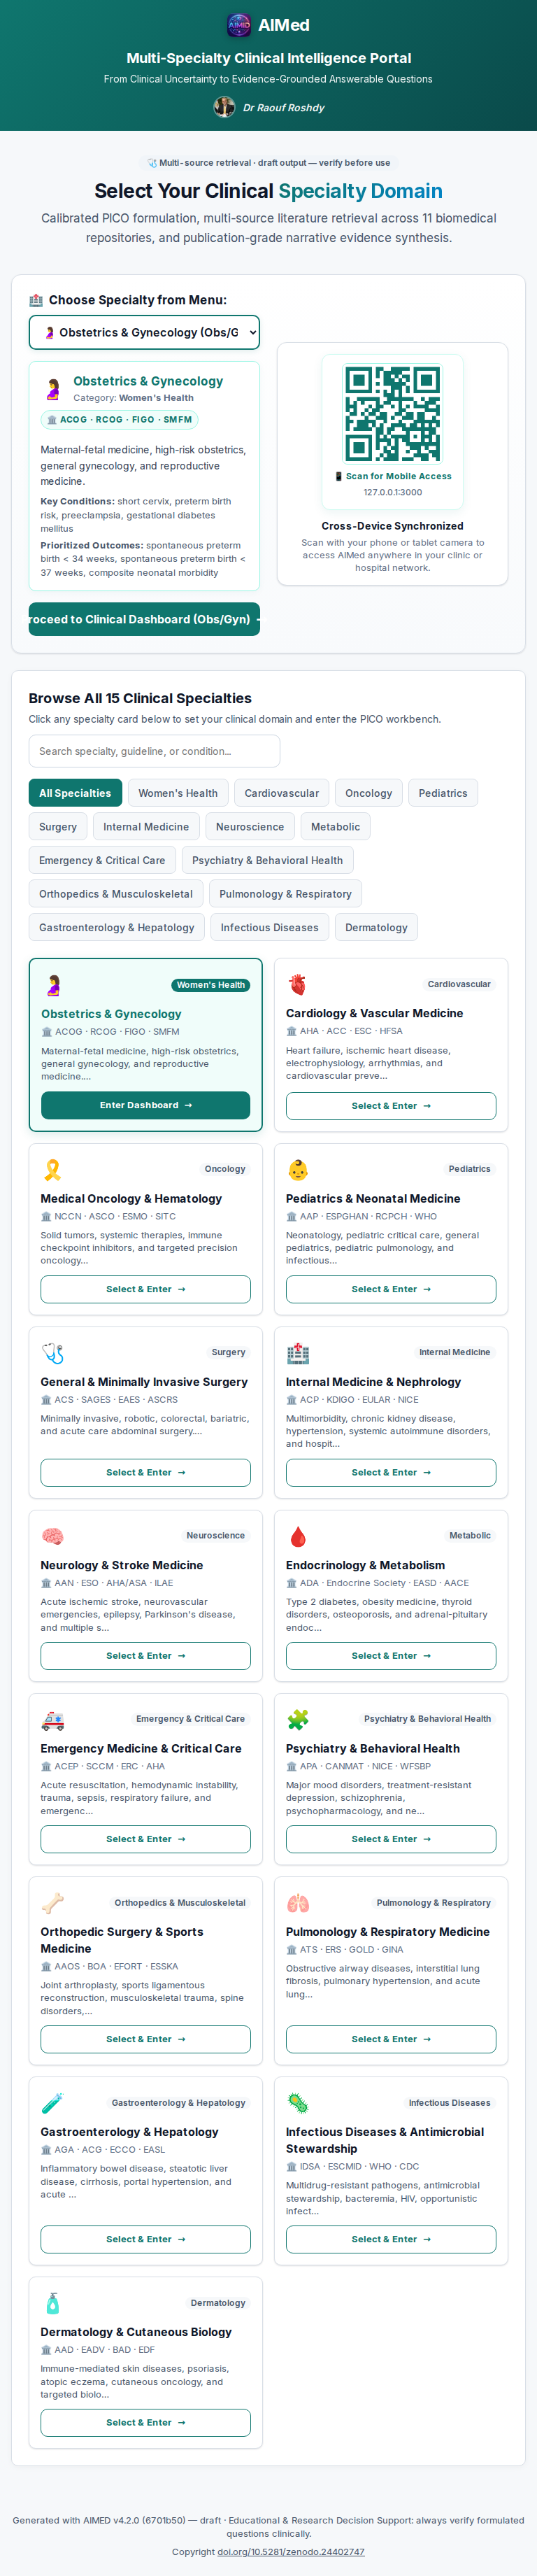 AIMed
Multi-Specialty Clinical Intelligence Portal
From Clinical Uncertainty to Evidence-Grounded Answerable Questions
Dr Raouf Roshdy
Multi-source retrieval · draft output — verify before use
Select Your Clinical Specialty Domain
Calibrated PICO formulation, multi-source literature retrieval across 11 biomedical
repositories, and publication-grade narrative evidence synthesis.
Choose Specialty from Menu:
Obstetrics & Gynecology (Obs/G
Obstetrics & Gynecology
Category: Women's Health
ACOG · RCOG · FIGO · SMFM
Maternal-fetal medicine, high-risk obstetrics,
general gynecology, and reproductive
medicine.
Key Conditions: short cervix, preterm birth
risk, preeclampsia, gestational diabetes
mellitus
Prioritized Outcomes: spontaneous preterm
birth < 34 weeks, spontaneous preterm birth <
37 weeks, composite neonatal morbidity
roceed to Clinical Dashboard (Obs/Gyn)
Scan for Mobile Access
127.0.0.1:3000
Cross-Device Synchronized
Scan with your phone or tablet camera to
access AIMed anywhere in your clinic or
hospital network.
Browse All 15 Clinical Specialties
Click any specialty card below to set your clinical domain and enter the PICO workbench.
Search specialty, guideline, or condition...
All Specialties Women's Health Cardiovascular Oncology Pediatrics
Surgery Internal Medicine Neuroscience Metabolic
Emergency & Critical Care Psychiatry & Behavioral Health
Orthopedics & Musculoskeletal Pulmonology & Respiratory
Gastroenterology & Hepatology Infectious Diseases Dermatology
Women's Health
Obstetrics & Gynecology
ACOG · RCOG · FIGO · SMFM
Maternal-fetal medicine, high-risk obstetrics,
general gynecology, and reproductive
medicine....
Enter Dashboard →
Cardiovascular
Cardiology & Vascular Medicine
AHA · ACC · ESC · HFSA
Heart failure, ischemic heart disease,
electrophysiology, arrhythmias, and
cardiovascular preve...
Select & Enter →
Oncology
Medical Oncology & Hematology
NCCN · ASCO · ESMO · SITC
Solid tumors, systemic therapies, immune
checkpoint inhibitors, and targeted precision
oncology...
Select & Enter →
Pediatrics
Pediatrics & Neonatal Medicine
AAP · ESPGHAN · RCPCH · WHO
Neonatology, pediatric critical care, general
pediatrics, pediatric pulmonology, and
infectious...
Select & Enter →
Surgery
General & Minimally Invasive Surgery
ACS · SAGES · EAES · ASCRS
Minimally invasive, robotic, colorectal, bariatric,
and acute care abdominal surgery....
Select & Enter →
Internal Medicine
Internal Medicine & Nephrology
ACP · KDIGO · EULAR · NICE
Multimorbidity, chronic kidney disease,
hypertension, systemic autoimmune disorders,
and hospit...
Select & Enter →
Neuroscience
Neurology & Stroke Medicine
AAN · ESO · AHA/ASA · ILAE
Acute ischemic stroke, neurovascular
emergencies, epilepsy, Parkinson's disease,
and multiple s...
Select & Enter →
Metabolic
Endocrinology & Metabolism
ADA · Endocrine Society · EASD · AACE
Type 2 diabetes, obesity medicine, thyroid
disorders, osteoporosis, and adrenal-pituitary
endoc...
Select & Enter →
Emergency & Critical Care
Emergency Medicine & Critical Care
ACEP · SCCM · ERC · AHA
Acute resuscitation, hemodynamic instability,
trauma, sepsis, respiratory failure, and
emergenc...
Select & Enter →
Psychiatry & Behavioral Health
Psychiatry & Behavioral Health
APA · CANMAT · NICE · WFSBP
Major mood disorders, treatment-resistant
depression, schizophrenia,
psychopharmacology, and ne...
Select & Enter →
Orthopedics & Musculoskeletal
Orthopedic Surgery & Sports
Medicine
AAOS · BOA · EFORT · ESSKA
Joint arthroplasty, sports ligamentous
reconstruction, musculoskeletal trauma, spine
disorders,...
Select & Enter →
Pulmonology & Respiratory
Pulmonology & Respiratory Medicine
ATS · ERS · GOLD · GINA
Obstructive airway diseases, interstitial lung
fibrosis, pulmonary hypertension, and acute
lung...
Select & Enter →
Gastroenterology & Hepatology
Gastroenterology & Hepatology
AGA · ACG · ECCO · EASL
Inflammatory bowel disease, steatotic liver
disease, cirrhosis, portal hypertension, and
acute ...
Select & Enter →
Infectious Diseases
Infectious Diseases & Antimicrobial
Stewardship
IDSA · ESCMID · WHO · CDC
Multidrug-resistant pathogens, antimicrobial
stewardship, bacteremia, HIV, opportunistic
infect...
Select & Enter →
Dermatology
Dermatology & Cutaneous Biology
AAD · EADV · BAD · EDF
Immune-mediated skin diseases, psoriasis,
atopic eczema, cutaneous oncology, and
targeted biolo...
Select & Enter →
Generated with AIMED v4.2.0 (6701b50) — draft · Educational & Research Decision Support: always verify formulated
questions clinically.
Copyright doi.org/10.5281/zenodo.24402747